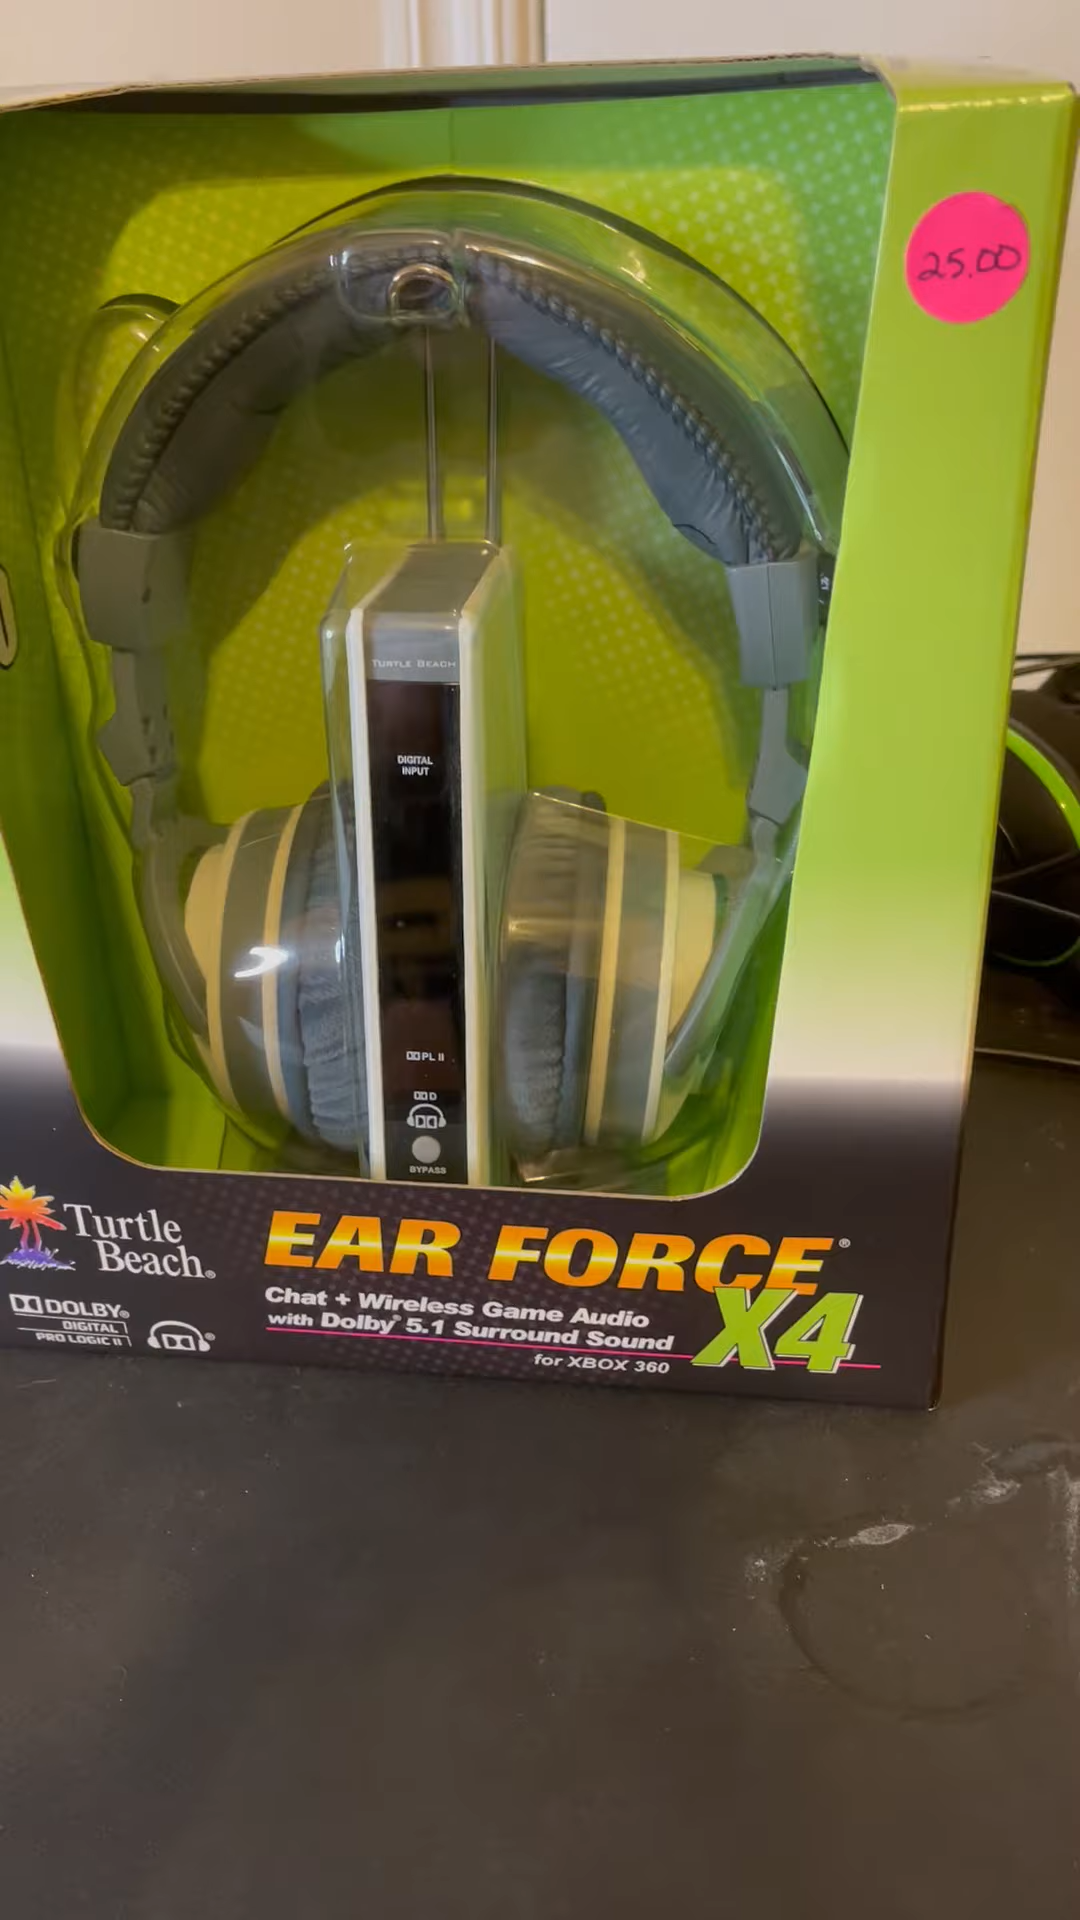 25.00
TURTLE BEACH
DIGITAL
INPUT
PL II
D
BYPASS
Turtle
Beach®
EAR FORCE®
X4
Chat + Wireless Game Audio
with Dolby® 5.1 Surround Sound
for XBOX 360
DOLBY®
DIGITAL
PRO LOGIC II
®